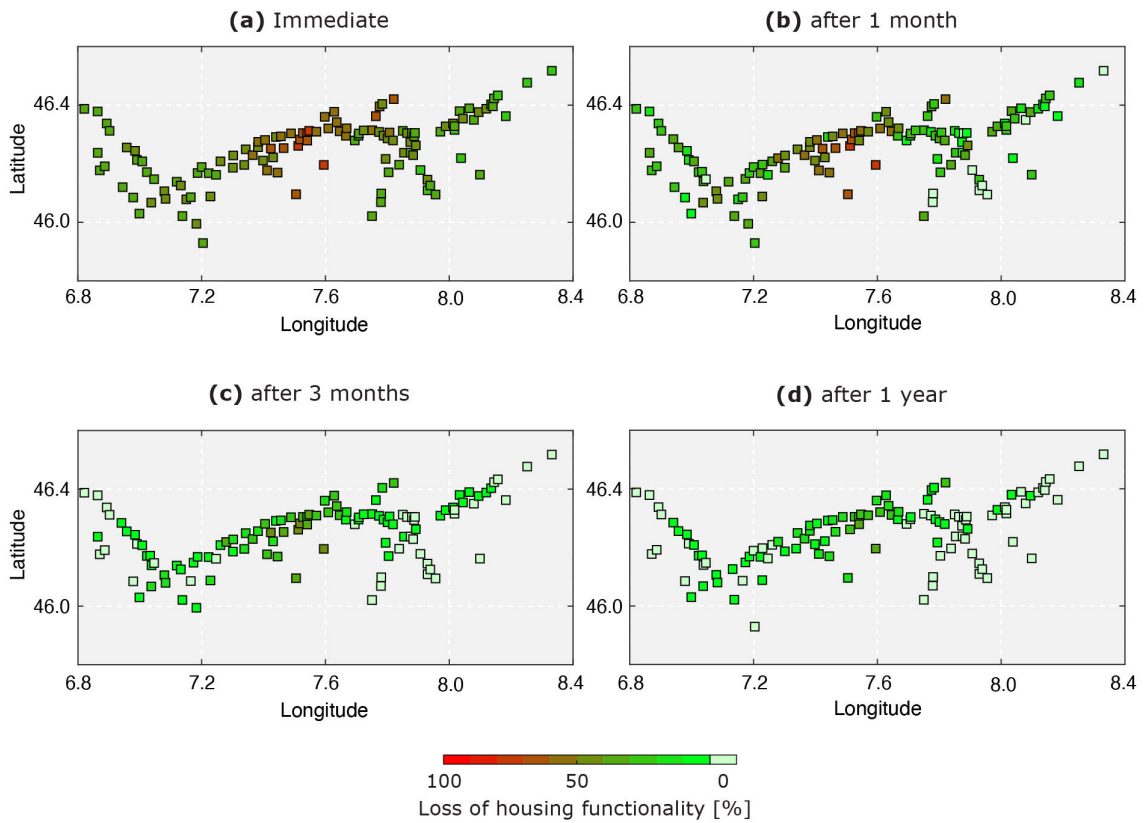 (a) Immediate
(b) after 1 month
46.4
46.0
Latitude
6.8 7.2 7.6 8.0 8.4
Longitude
46.4
46.0
Latitude
6.8 7.2 7.6 8.0 8.4
Longitude
(c) after 3 months
(d) after 1 year
46.4
46.0
Latitude
6.8 7.2 7.6 8.0 8.4
Longitude
46.4
46.0
Latitude
6.8 7.2 7.6 8.0 8.4
Longitude
100 50 0
Loss of housing functionality [%]